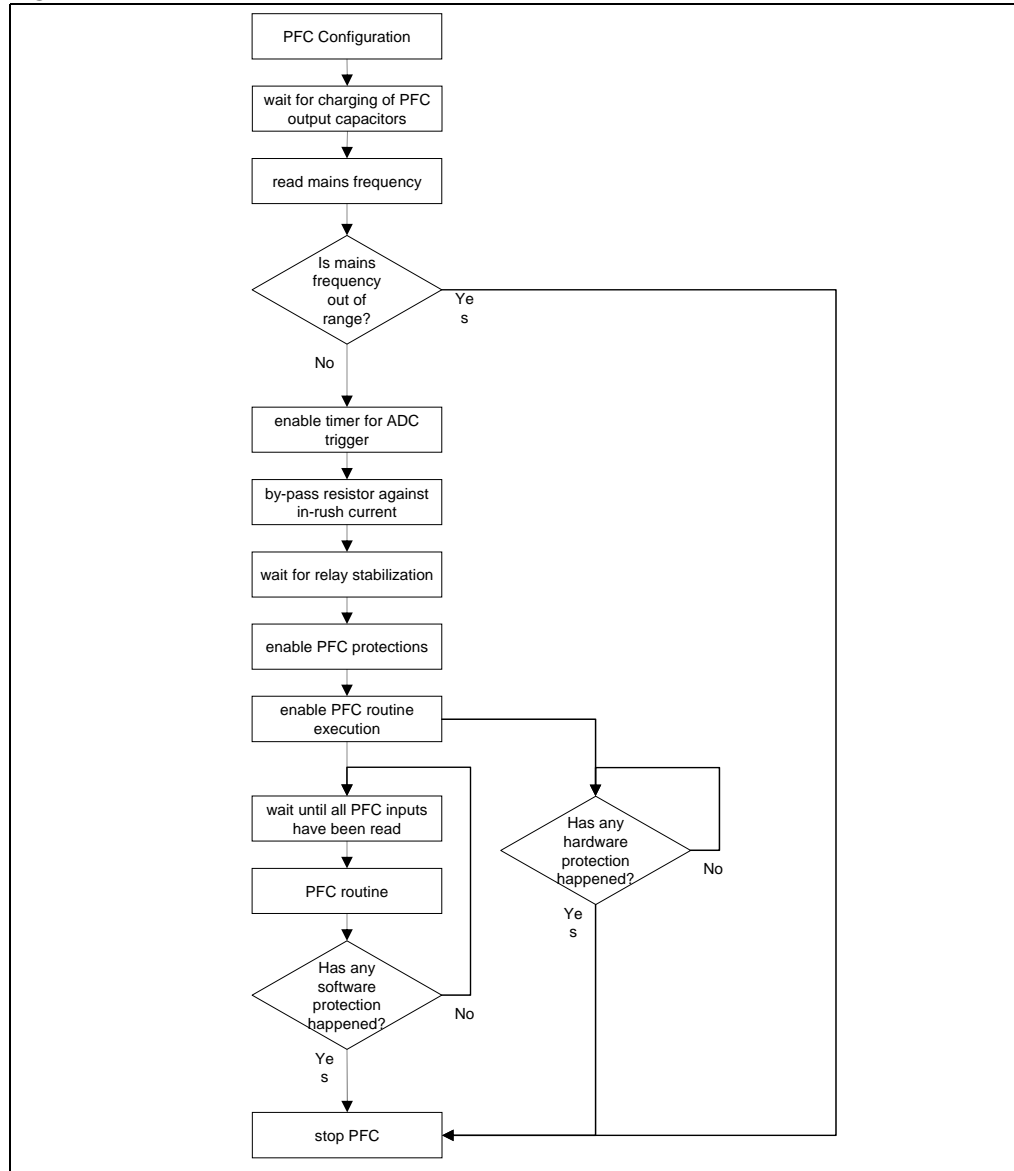 PFC Configuration
wait for charging of PFC
output capacitors
read mains frequency
Is mains
frequency
out of
range?
Ye
s
No
enable timer for ADC
trigger
by-pass resistor against
in-rush current
wait for relay stabilization
enable PFC protections
enable PFC routine
execution
wait until all PFC inputs
have been read
PFC routine
Has any
software
protection
happened?
No
Ye
s
Has any
hardware
protection
happened?
No
Ye
s
stop PFC